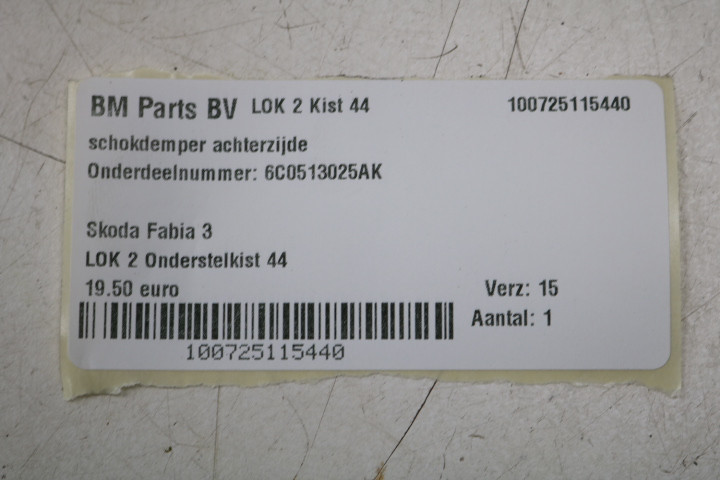 BM Parts BV LOK 2 Kist 44 100725115440
schokdemper achterzijde
Onderdeelnummer: 6C0513025AK
Skoda Fabia 3
LOK 2 Onderstelkist 44
19.50 euro Verz: 15
Aantal: 1
100725115440